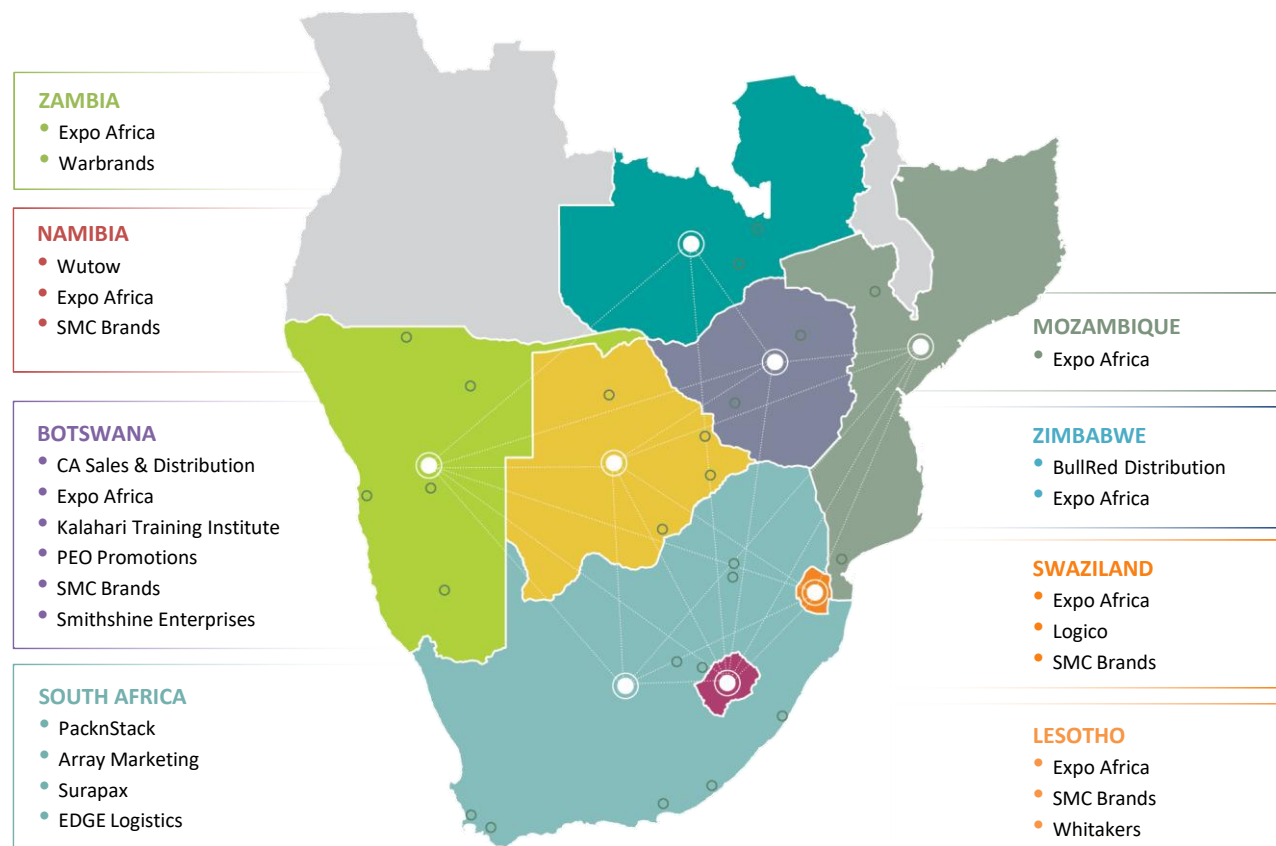 ZAMBIA
• Expo Africa
• Warbrands
NAMIBIA
• Wutow
• Expo Africa
• SMC Brands
BOTSWANA
• CA Sales & Distribution
• Expo Africa
• Kalahari Training Institute
• PEO Promotions
• SMC Brands
• Smithshine Enterprises
SOUTH AFRICA
• PacknStack
• Array Marketing
• Surapax
• EDGE Logistics
MOZAMBIQUE
• Expo Africa
ZIMBABWE
• BullRed Distribution
• Expo Africa
SWAZILAND
• Expo Africa
• Logico
• SMC Brands
LESOTHO
• Expo Africa
• SMC Brands
• Whitakers